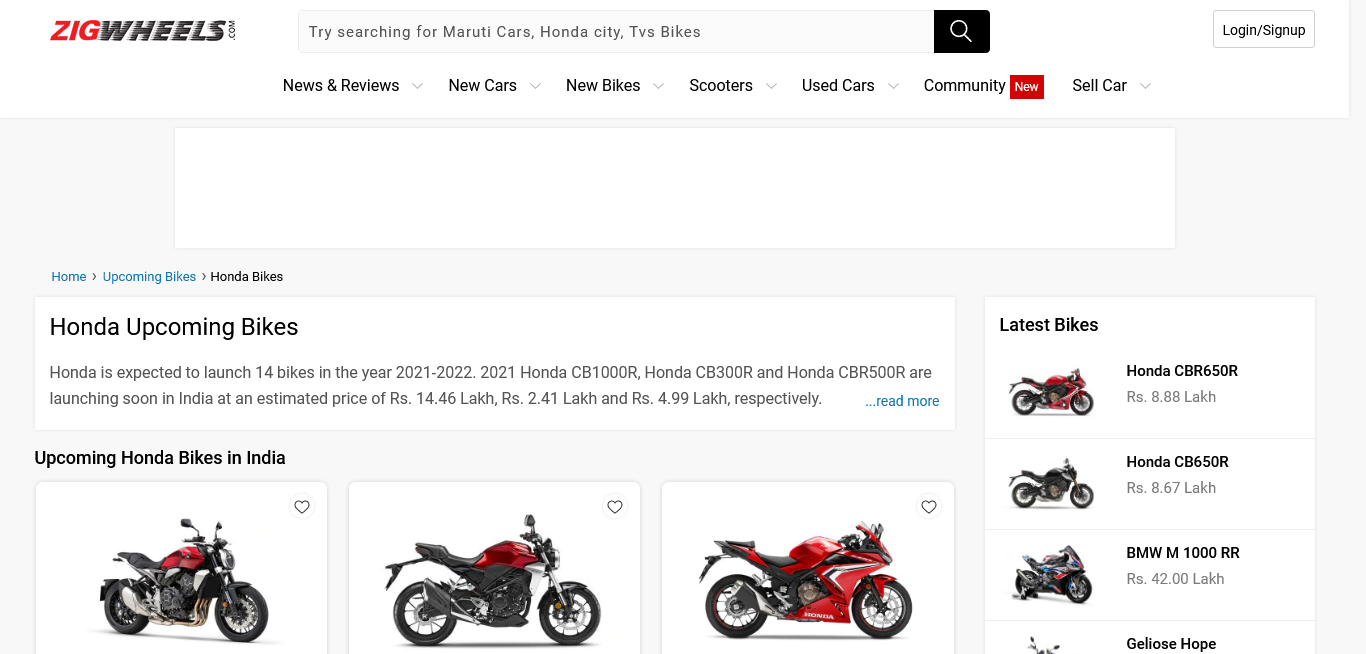 ZIGWHEELS.COM
Try searching for Maruti Cars, Honda city, Tvs Bikes
Login/Signup
News & Reviews
New Cars
New Bikes
Scooters
Used Cars
Community New
Sell Car
Home › Upcoming Bikes › Honda Bikes
Honda Upcoming Bikes
Honda is expected to launch 14 bikes in the year 2021-2022. 2021 Honda CB1000R, Honda CB300R and Honda CBR500R are
launching soon in India at an estimated price of Rs. 14.46 Lakh, Rs. 2.41 Lakh and Rs. 4.99 Lakh, respectively.
...read more
Upcoming Honda Bikes in India
HONDA
Latest Bikes
Honda CBR650R
Rs. 8.88 Lakh
Honda CB650R
Rs. 8.67 Lakh
BMW M 1000 RR
Rs. 42.00 Lakh
Geliose Hope